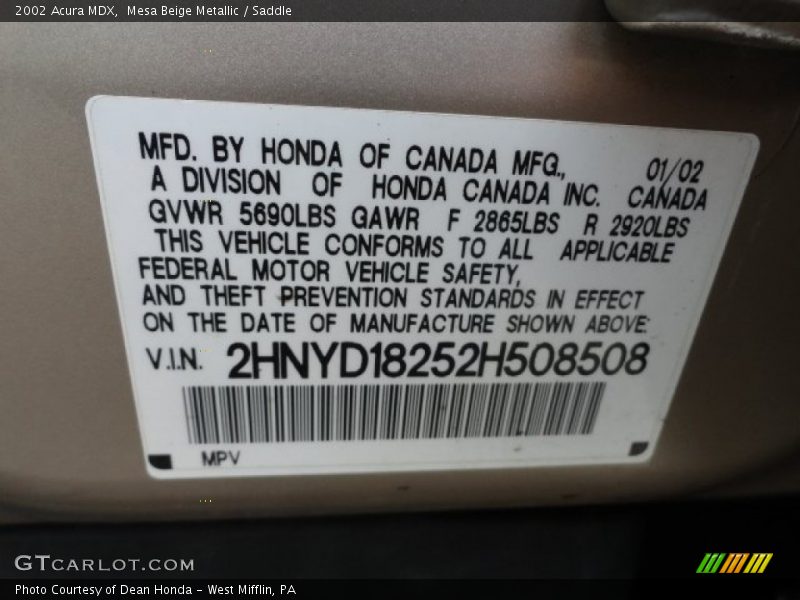 2002 Acura MDX,  Mesa Beige Metallic / Saddle
MFD. BY HONDA OF CANADA MFG., 01/02
A DIVISION OF HONDA CANADA INC. CANADA
GVWR 5690LBS GAWR F 2865LBS R 2920LBS
THIS VEHICLE CONFORMS TO ALL APPLICABLE
FEDERAL MOTOR VEHICLE SAFETY,
AND THEFT PREVENTION STANDARDS IN EFFECT
ON THE DATE OF MANUFACTURE SHOWN ABOVE:
V.I.N. 2HNYD18252H508508
MPV
GTCARLOT.COM
Photo Courtesy of Dean Honda - West Mifflin, PA